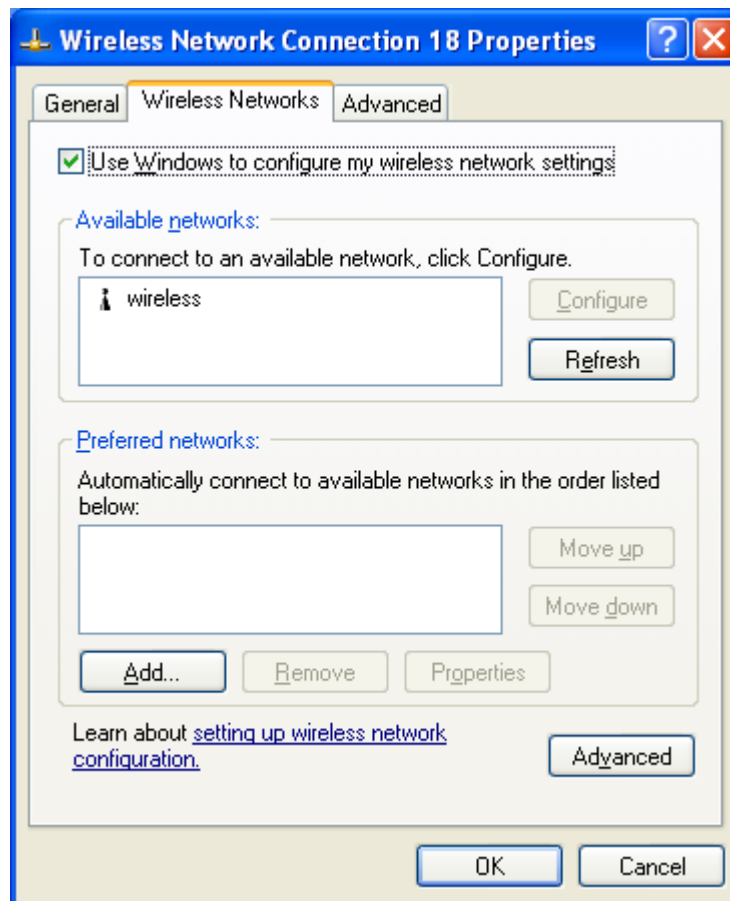 Wireless Network Connection 18 Properties
General
Wireless Networks
Advanced
Use Windows to configure my wireless network settings
Available networks:
To connect to an available network, click Configure.
wireless
Configure
Refresh
Preferred networks:
Automatically connect to available networks in the order listed
below:
Move up
Move down
Add...
Remove
Properties
Learn about setting up wireless network
configuration.
Advanced
OK
Cancel